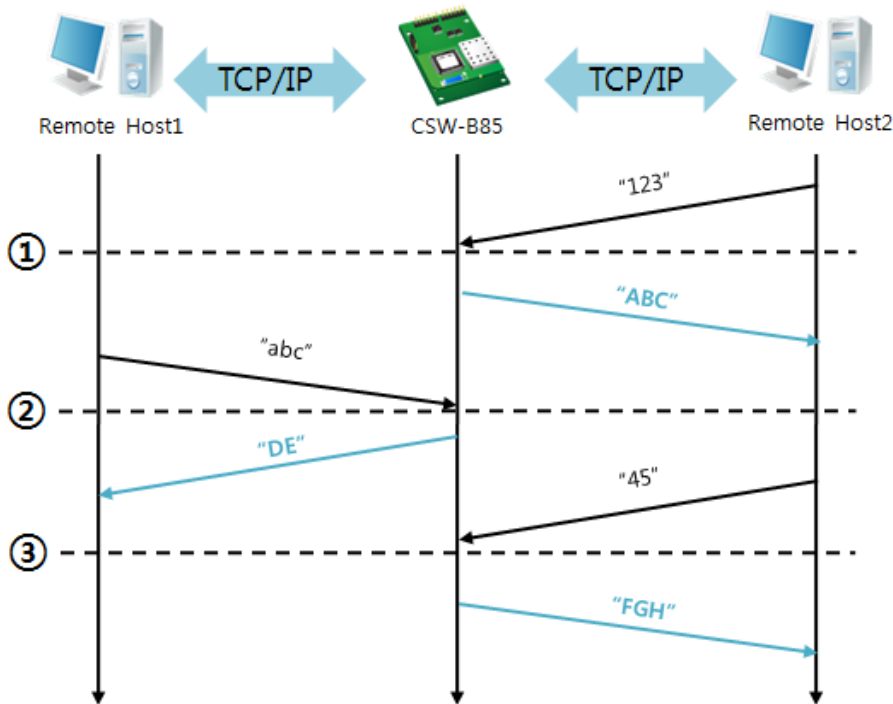 TCP/IP
TCP/IP
Remote Host1
CSW-B85
Remote Host2
"123"
①
"ABC"
"abc"
②
"DE"
"45"
③
"FGH"